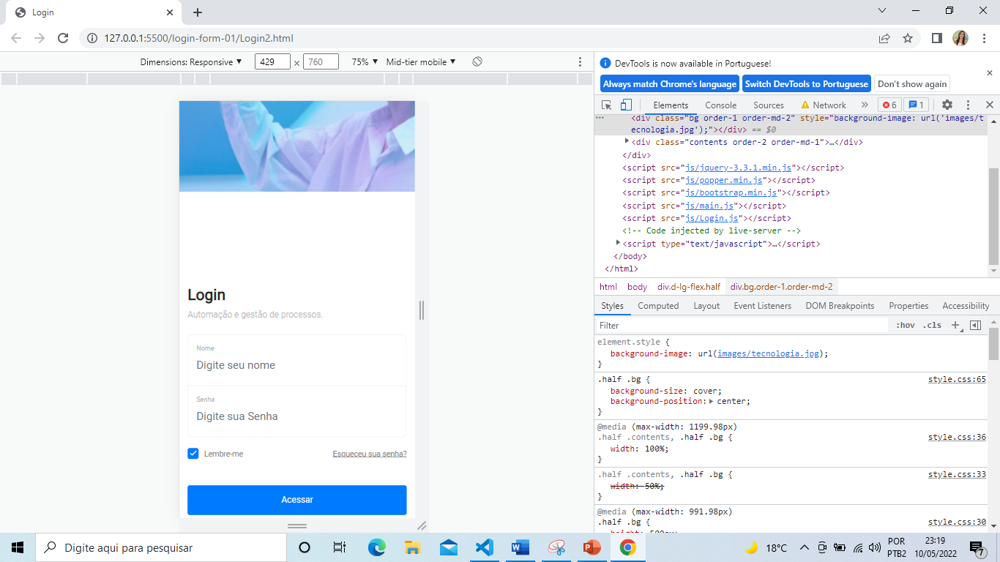 Login
127.0.0.1:5500/login-form-01/Login2.html
Dimensions: Responsive ▼ 429 × 760 75% ▼ Mid-tier mobile ▼
Login
Automação e gestão de processos.
Nome
Digite seu nome
Senha
Digite sua Senha
Lembre-me Esqueceu sua senha?
Acessar
DevTools is now available in Portuguese!
Always match Chrome's language Switch DevTools to Portuguese Don't show again
Elements Console Sources Network » 6 1
<div class="bg order-1 order-md-2" style="background-image: url('images/t
ecnologia.jpg');"></div> == $0
<div class="contents order-2 order-md-1">…</div>
</div>
<script src="js/jquery-3.3.1.min.js"></script>
<script src="js/popper.min.js"></script>
<script src="js/bootstrap.min.js"></script>
<script src="js/main.js"></script>
<script src="js/Login.js"></script>
<!-- Code injected by live-server -->
<script type="text/javascript">…</script>
</body>
</html>
html body div.d-lg-flex.half div.bg.order-1.order-md-2
Styles Computed Layout Event Listeners DOM Breakpoints Properties Accessibility
Filter :hov .cls +
element.style {
background-image: url(images/tecnologia.jpg);
}
.half .bg { style.css:65
background-size: cover;
background-position: center;
}
@media (max-width: 1199.98px)
.half .contents, .half .bg { style.css:36
width: 100%;
}
.half .contents, .half .bg { style.css:33
width: 50%;
}
@media (max-width: 991.98px)
.half .bg { style.css:30
Digite aqui para pesquisar
18°C
POR
PTB2
23:19
10/05/2022
7